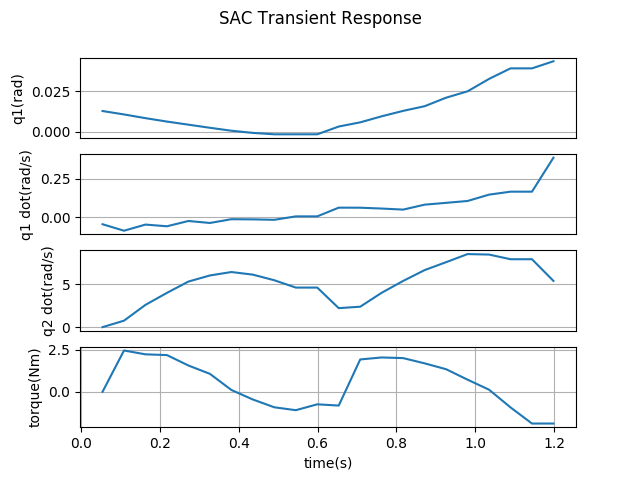 SAC Transient Response
q1(rad)
0.025
0.000
q1 dot(rad/s)
0.25
0.00
q2 dot(rad/s)
5
0
torque(Nm)
2.5
0.0
0.0 0.2 0.4 0.6 0.8 1.0 1.2
time(s)